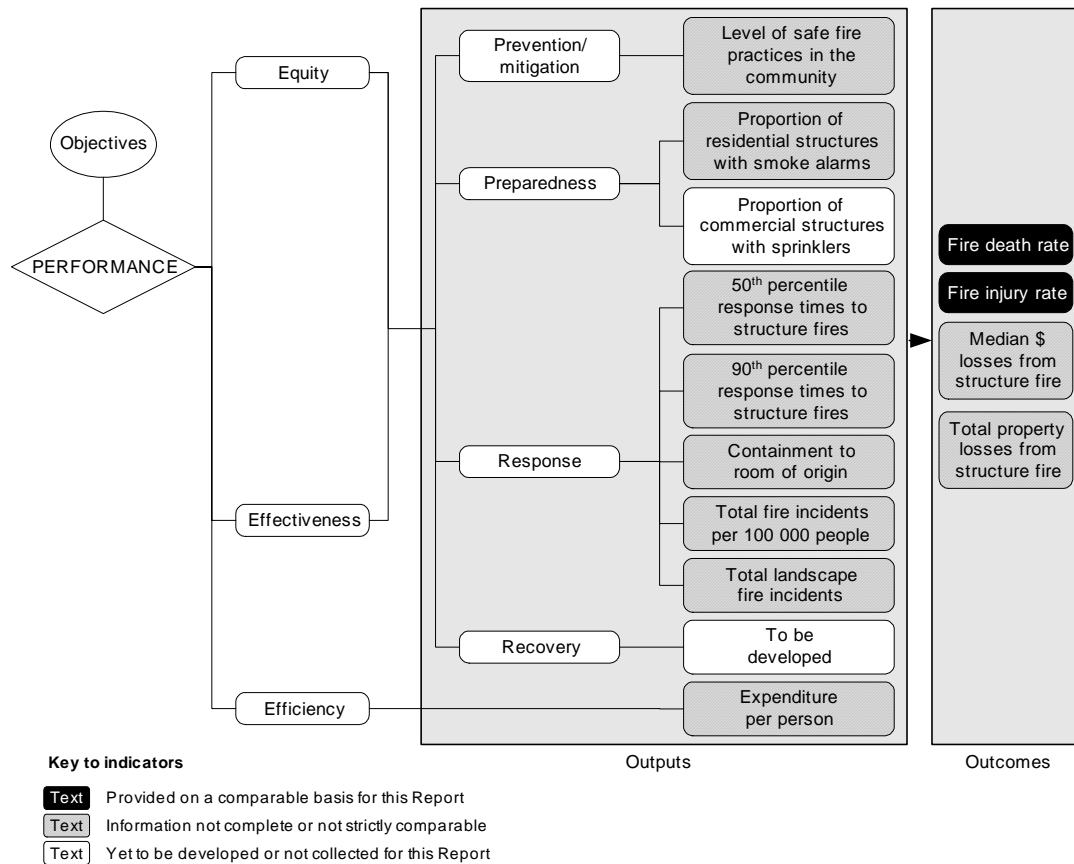 Objectives
PERFORMANCE
Equity
Effectiveness
Efficiency
Prevention/
mitigation
Preparedness
Response
Recovery
Level of safe fire
practices in the
community
Proportion of
residential structures
with smoke alarms
Proportion of
commercial structures
with sprinklers
50th percentile
response times to
structure fires
90th percentile
response times to
structure fires
Containment to
room of origin
Total fire incidents
per 100 000 people
Total landscape
fire incidents
To be
developed
Expenditure
per person
Outputs
Fire death rate
Fire injury rate
Median $
losses from
structure fire
Total property
losses from
structure fire
Outcomes
Key to indicators
Text Provided on a comparable basis for this Report
Text Information not complete or not strictly comparable
Text Yet to be developed or not collected for this Report